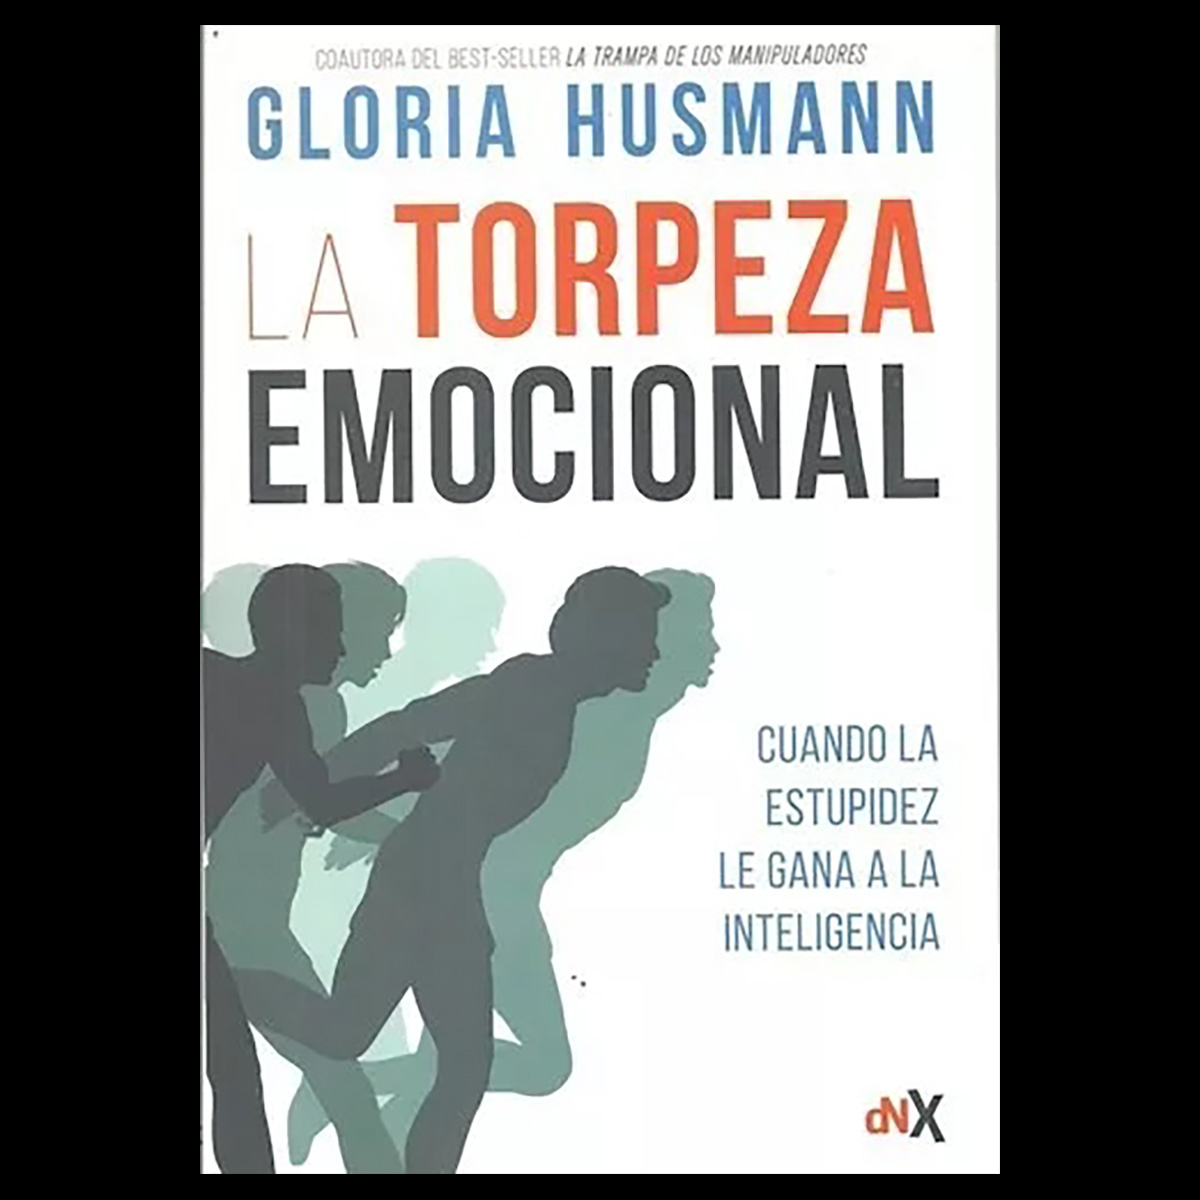 COAUTORA DEL BEST-SELLER LA TRAMPA DE LOS MANIPULADORES
GLORIA HUSMANN
LA TORPEZA
EMOCIONAL
CUANDO LA
ESTUPIDEZ
LE GANA A LA
INTELIGENCIA
dNX